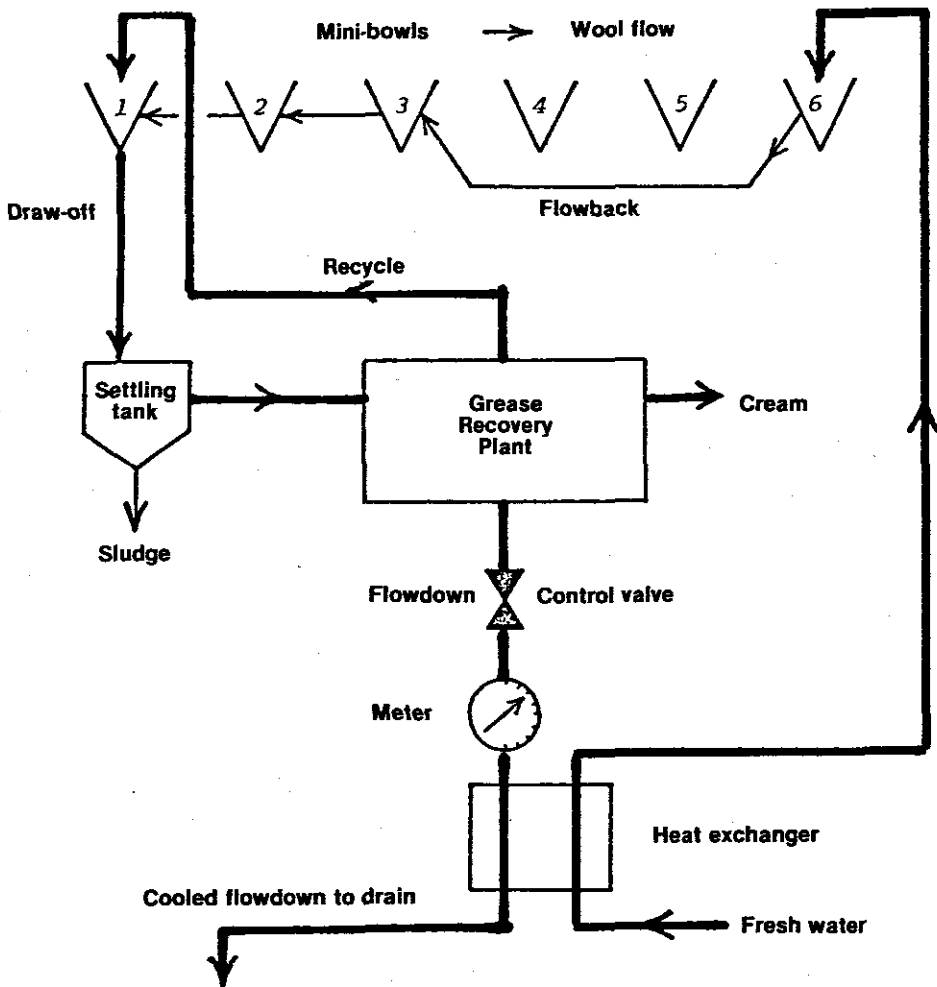 Mini-bowls Wool flow
1 2 3 4 5 6
Flowback
Draw-off
Recycle
Settling
tank
Grease
Recovery
Plant
Cream
Sludge
Flowdown Control valve
Meter
Heat exchanger
Cooled flowdown to drain
Fresh water